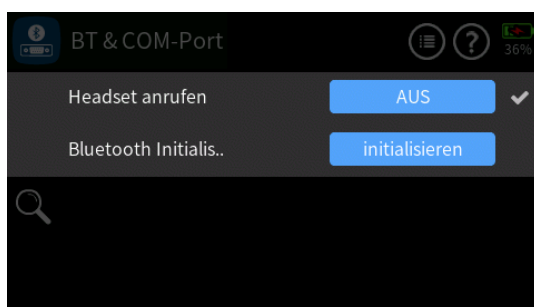 BT & COM-Port
36%
Headset anrufen AUS
Bluetooth Initialis.. initialisieren